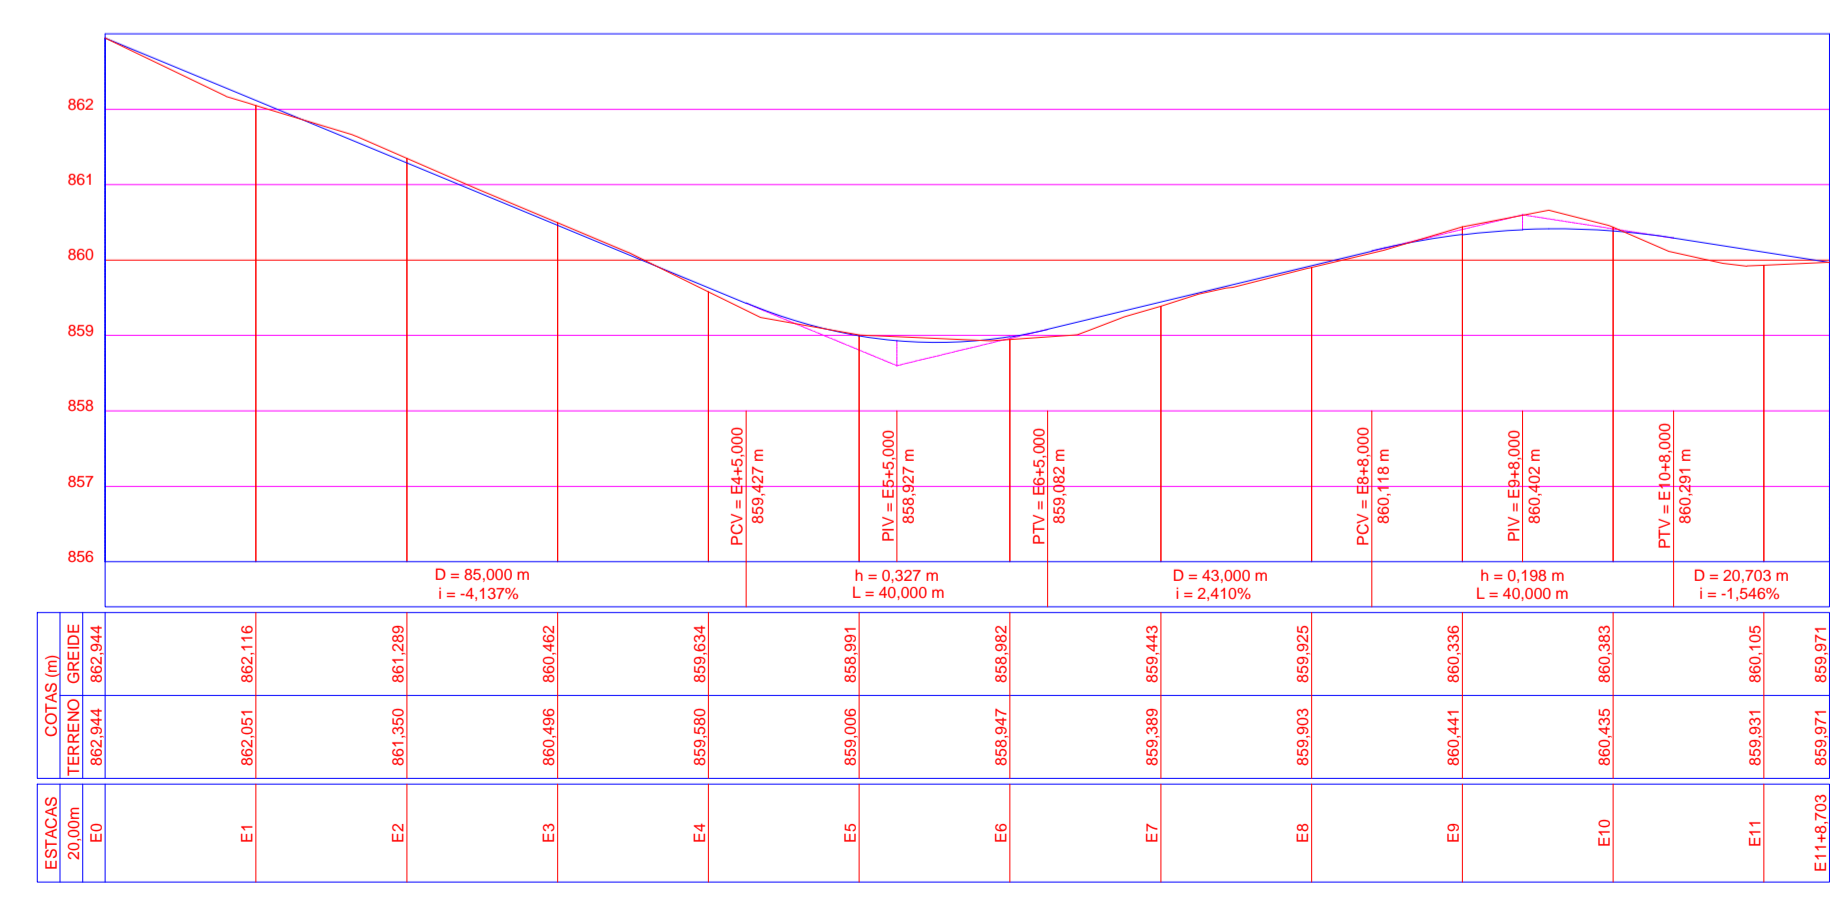 862
861
860
859
858
857
856
PCV = E4+5,000
859,427 m
PIV = E5+5,000
858,927 m
PTV = E6+5,000
859,082 m
PCV = E8+8,000
860,118 m
PIV = E9+8,000
860,402 m
PTV = E10+8,000
860,291 m
D = 85,000 m
i = -4,137%
h = 0,327 m
L = 40,000 m
D = 43,000 m
i = 2,410%
h = 0,198 m
L = 40,000 m
D = 20,703 m
i = -1,546%
COTAS (m)
GREIDE
862,944
862,116
861,289
860,462
859,634
858,991
858,982
859,443
859,925
860,336
860,383
860,105
859,971
TERRENO
862,944
862,051
861,350
860,496
859,580
859,006
858,947
859,389
859,903
860,441
860,435
859,931
859,971
ESTACAS
20,00m
E0
E1
E2
E3
E4
E5
E6
E7
E8
E9
E10
E11
E11+8,703